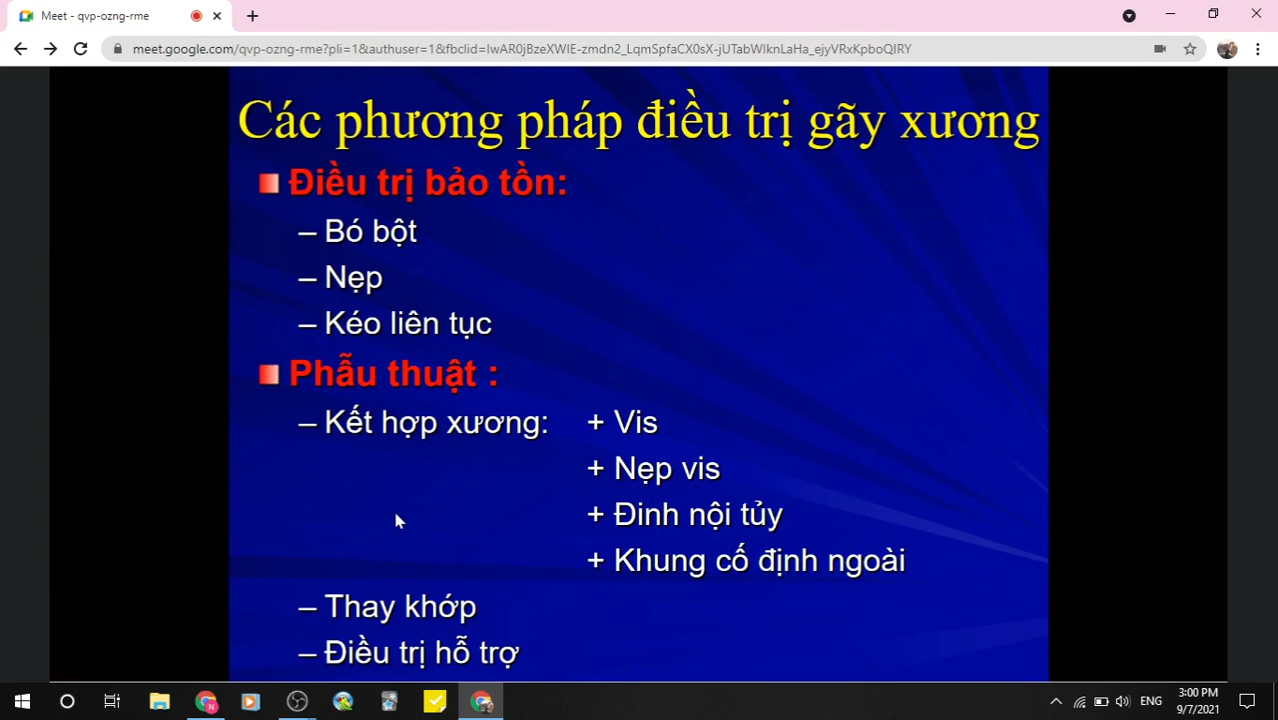 Meet - qvp-ozng-rme
meet.google.com/qvp-ozng-rme?pli=1&authuser=1&fbclid=IwAR0jBzeXWlE-zmdn2_LqmSpfaCX0sX-jUTabWlknLaHa_ejyVRxKpboQIRY
Các phương pháp điều trị gãy xương
Điều trị bảo tồn:
– Bó bột
– Nẹp
– Kéo liên tục
Phẫu thuật :
– Kết hợp xương: + Vis
+ Nẹp vis
+ Đinh nội tủy
+ Khung cố định ngoài
– Thay khớp
– Điều trị hỗ trợ
ENG
3:00 PM
9/7/2021